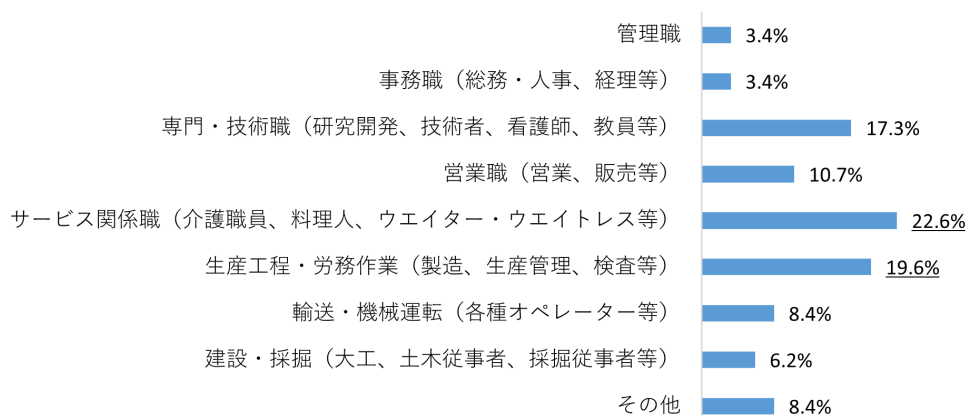 管理職 3.4%
事務職（総務・人事、経理等） 3.4%
専門・技術職（研究開発、技術者、看護師、教員等） 17.3%
営業職（営業、販売等） 10.7%
サービス関係職（介護職員、料理人、ウエイター・ウエイトレス等） 22.6%
生産工程・労務作業（製造、生産管理、検査等） 19.6%
輸送・機械運転（各種オペレーター等） 8.4%
建設・採掘（大工、土木従事者、採掘従事者等） 6.2%
その他 8.4%